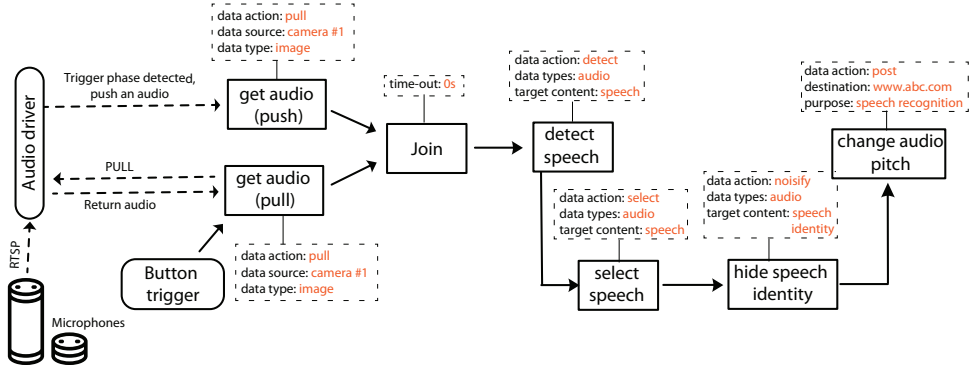 data action: pull
data source: camera #1
data type: image
Trigger phase detected,
push an audio
get audio
(push)
Audio driver
PULL
Return audio
get audio
(pull)
time-out: 0s
Join
data action: detect
data types: audio
target content: speech
detect
speech
data action: post
destination: www.abc.com
purpose: speech recognition
change audio
pitch
data action: select
data types: audio
target content: speech
select
speech
data action: noisify
data types: audio
target content: speech
identity
hide speech
identity
RTSP
Button
trigger
data action: pull
data source: camera #1
data type: image
Microphones